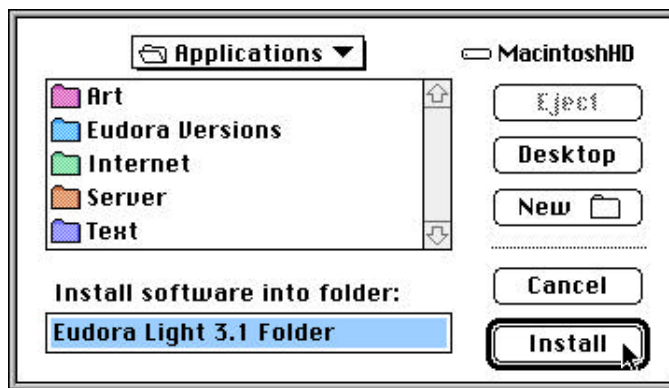 Applications
MacintoshHD
Art
Eudora Versions
Internet
Server
Text
Eject
Desktop
New
Install software into folder:
Eudora Light 3.1 Folder
Cancel
Install